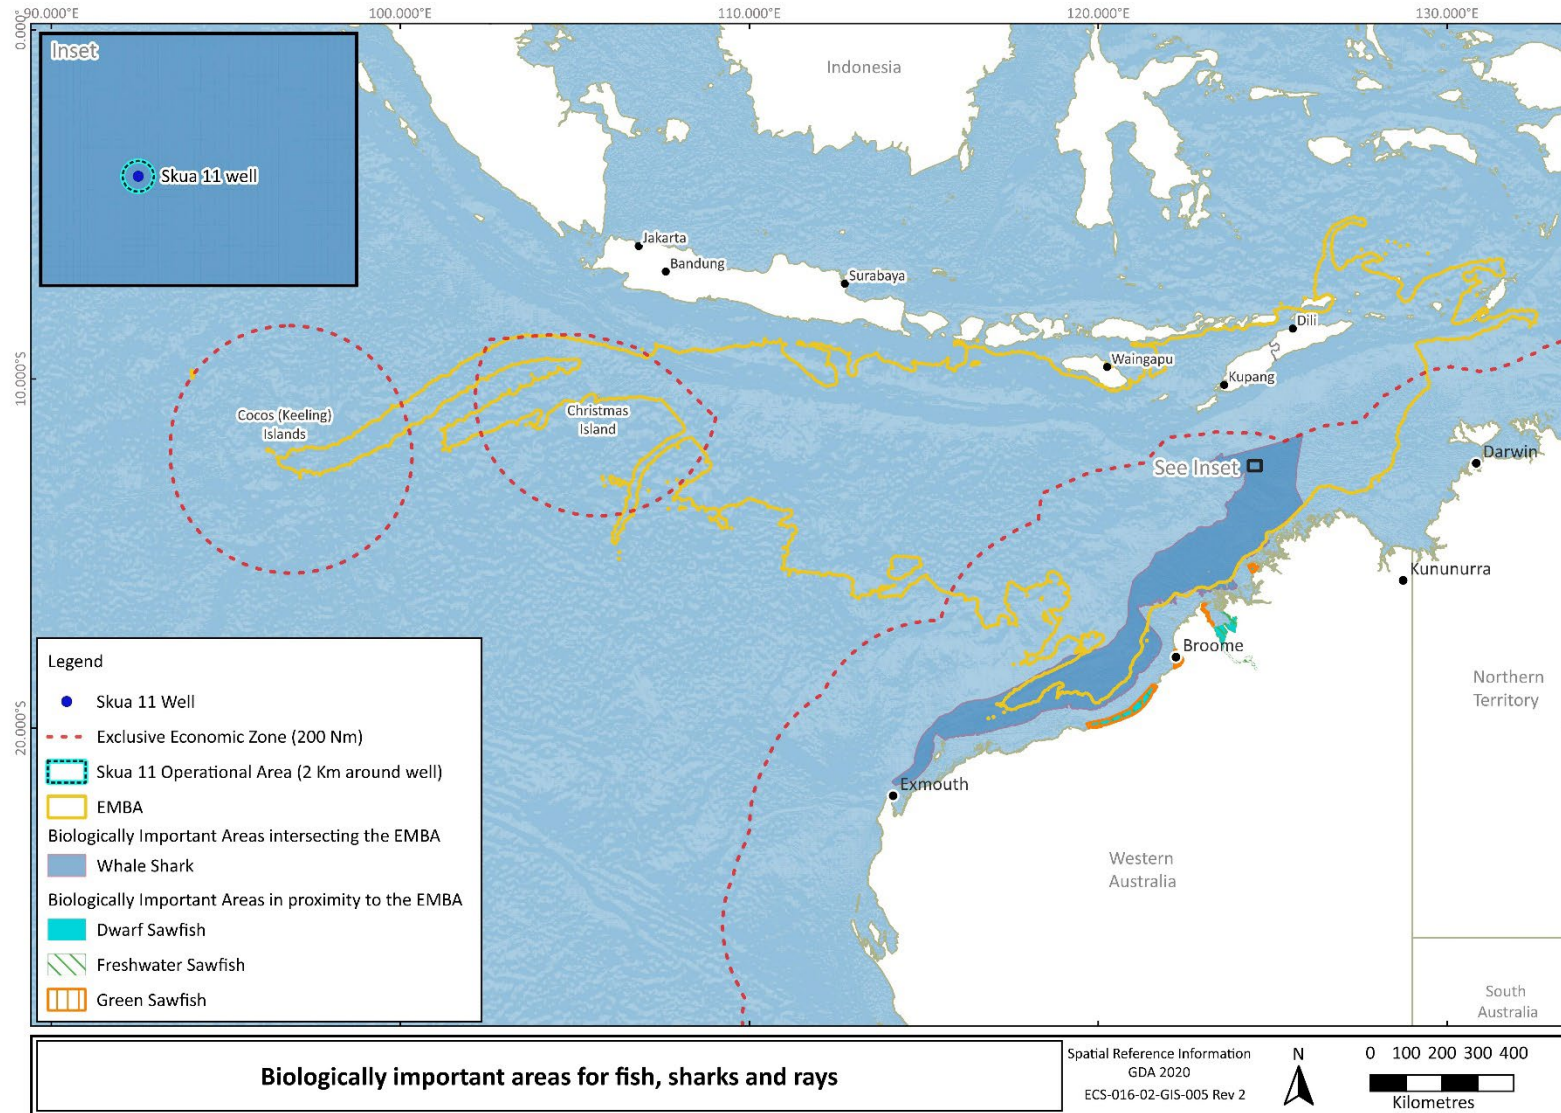 90.000°E
100.000°E
110.000°E
120.000°E
130.000°E
0.000°
10.000°S
20.000°S
Inset
Skua 11 well
Indonesia
Jakarta
Bandung
Surabaya
Dili
Waingapu
Kupang
Cocos (Keeling)
Islands
Christmas
Island
See Inset
Darwin
Kununurra
Broome
Northern
Territory
Exmouth
Western
Australia
South
Australia
Legend
Skua 11 Well
Exclusive Economic Zone (200 Nm)
Skua 11 Operational Area (2 Km around well)
EMBA
Biologically Important Areas intersecting the EMBA
Whale Shark
Biologically Important Areas in proximity to the EMBA
Dwarf Sawfish
Freshwater Sawfish
Green Sawfish
Biologically important areas for fish, sharks and rays
Spatial Reference Information
GDA 2020
ECS-016-02-GIS-005 Rev 2
N
0 100 200 300 400
Kilometres